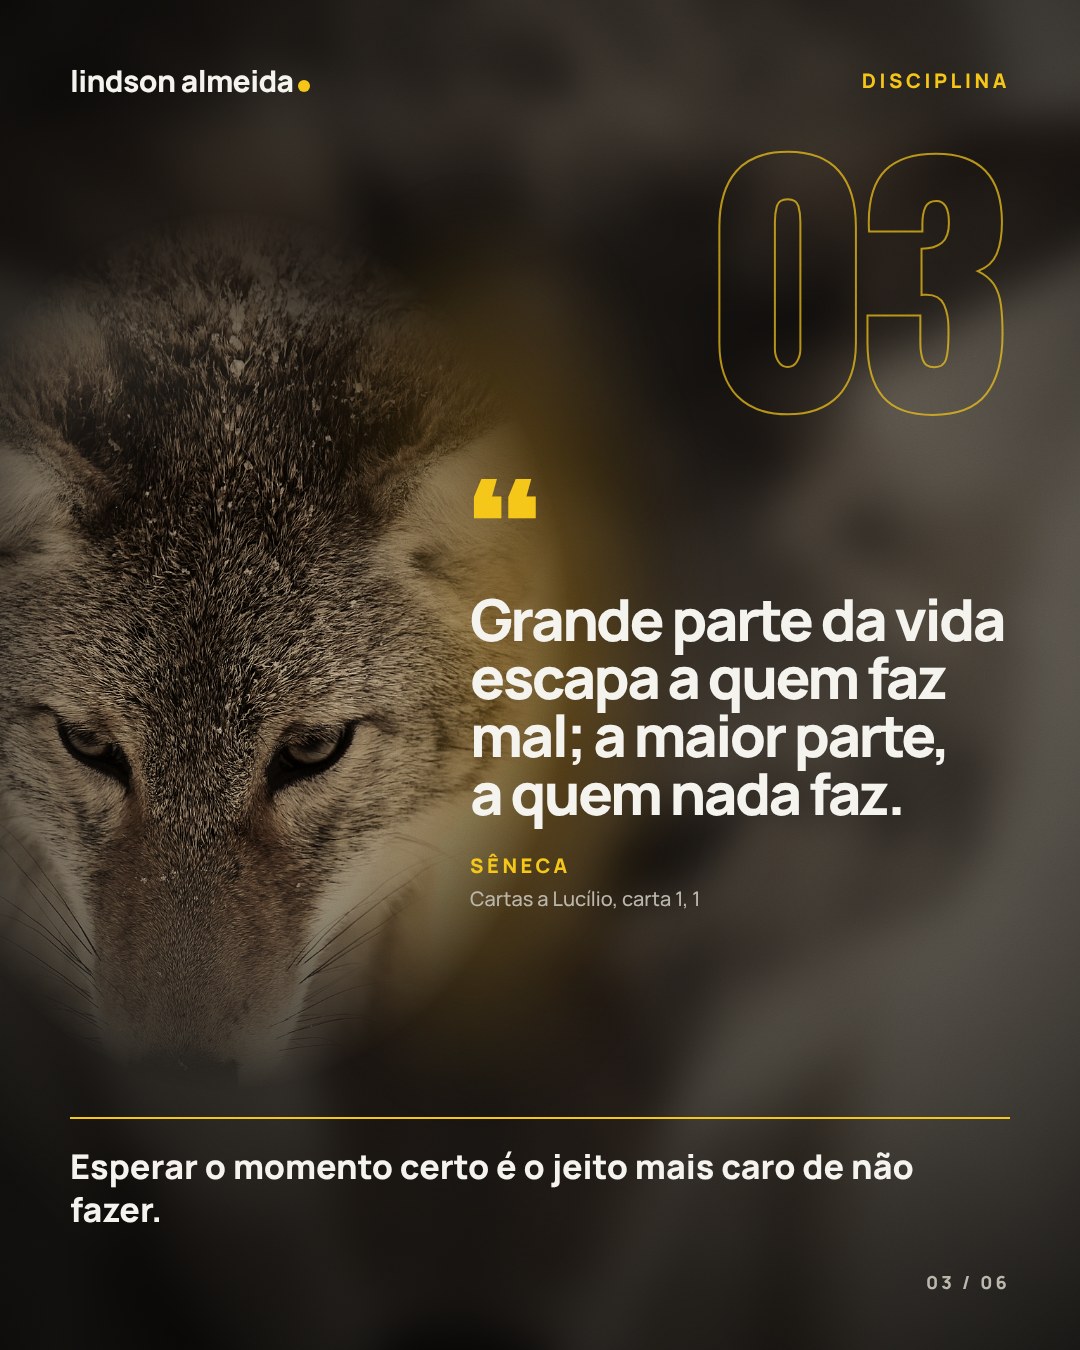 lindson almeida
DISCIPLINA
03
“
Grande parte da vida
escapa a quem faz
mal; a maior parte,
a quem nada faz.
SÊNECA
Cartas a Lucílio, carta 1, 1
Esperar o momento certo é o jeito mais caro de não
fazer.
03 / 06